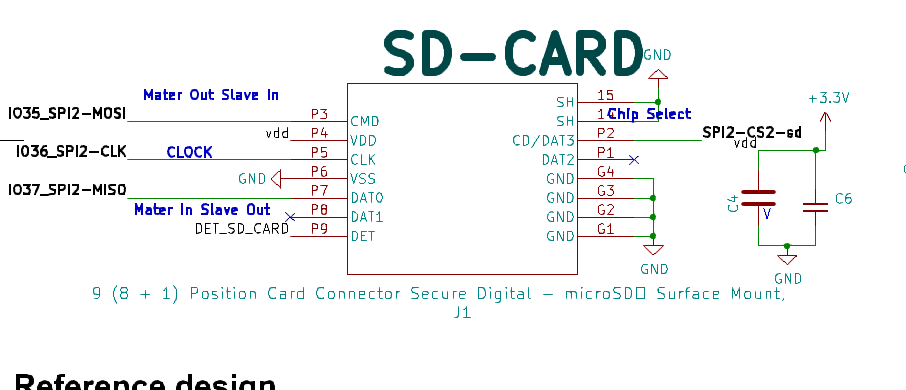 SD-CARD
GND
Mater Out Slave In
IO35_SPI2-MOSI
P3
CMD
SH
15
SH
14
Chip Select
vdd
P4
VDD
CD/DAT3
P2
SPI2-CS2-sd
IO36_SPI2-CLK
CLOCK
P5
CLK
DAT2
P1
GND
P6
VSS
GND
G4
IO37_SPI2-MISO
P7
DAT0
GND
G3
Mater In Slave Out
P8
DAT1
GND
G2
DET_SD_CARD
P9
DET
GND
G1
GND
+3.3V
vdd
C4
V
C6
GND
9 (8 + 1) Position Card Connector Secure Digital – microSD□ Surface Mount,
J1
Reference design